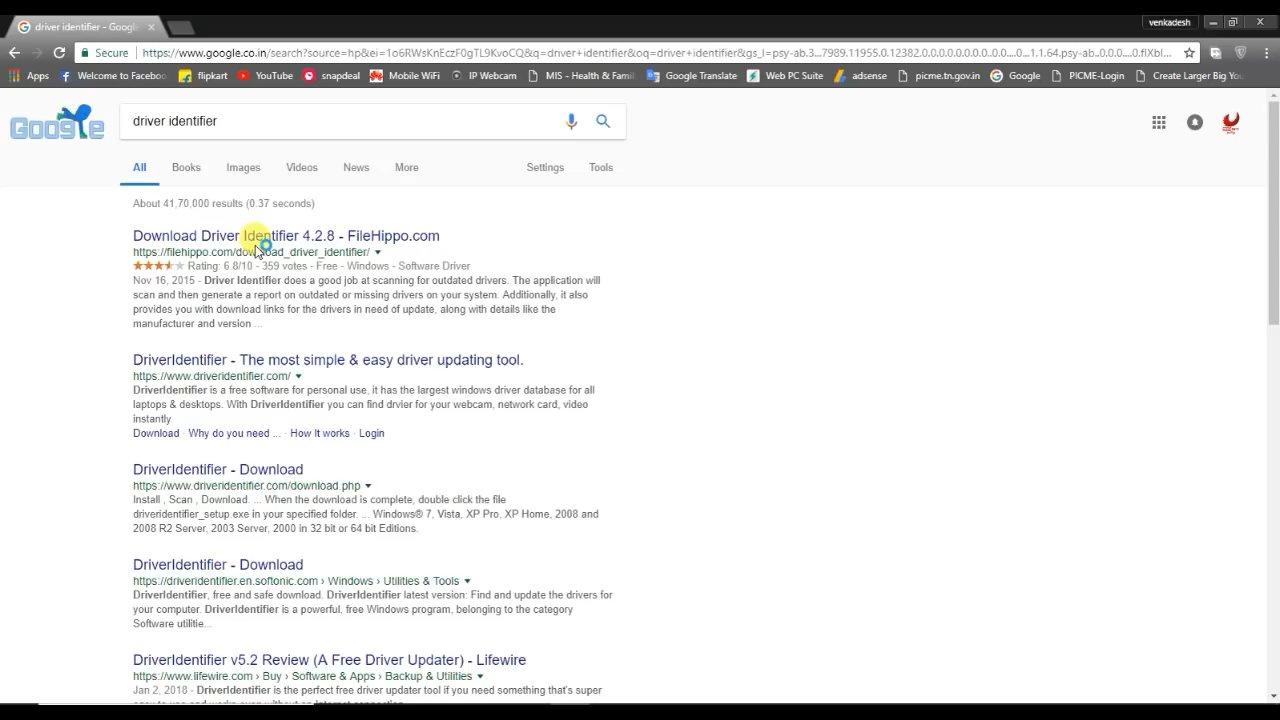 driver identifier - Google
venkadesh
Secure
https://www.google.co.in/search?source=hp&ei=1o6RWsKnEczF0gTL9KvoCQ&q=driver+identifier&oq=driver+identifier&gs_l=psy-ab.3...7989.11955.0.12382.0.0.0.0.0.0.0.0..0.0....0...1.1.64.psy-ab..0.0.0....0.
Apps Welcome to Faceboo flipkart YouTube snapdeal Mobile WiFi IP Webcam MIS - Health & Fami Google Translate Web PC Suite adsense picme.tn.gov.in Google PICME-Login Create Larger Big You
Google
driver identifier
All Books Images Videos News More Settings Tools
About 41,70,000 results (0.37 seconds)
Download Driver Identifier 4.2.8 - FileHippo.com
https://filehippo.com/download_driver_identifier/
Rating: 6.8/10 - 359 votes - Free - Windows - Software Driver
Nov 16, 2015 - Driver Identifier does a good job at scanning for outdated drivers. The application
will scan and then generate a report on outdated or missing drivers on your system. Additionally, it also
provides you with download links for the drivers in need of update, along with details like the
manufacturer and version ...
DriverIdentifier - The most simple & easy driver updating tool.
https://www.driveridentifier.com/
DriverIdentifier is a free software for personal use, it has the largest windows driver database for all
laptops & desktops. With DriverIdentifier you can find drvier for your webcam, network card, video
instantly
Download · Why do you need ... · How It works · Login
DriverIdentifier - Download
https://www.driveridentifier.com/download.php
Install , Scan , Download. ... When the download is complete, double click the file
driveridentifier_setup.exe in your specified folder. ... Windows® 7, Vista, XP Pro, XP Home, 2008 and
2008 R2 Server, 2003 Server, 2000 in 32 bit or 64 bit Editions.
DriverIdentifier - Download
https://driveridentifier.en.softonic.com › Windows › Utilities & Tools
DriverIdentifier, free and safe download. DriverIdentifier latest version: Find and update the drivers for
your computer. DriverIdentifier is a powerful, free Windows program, belonging to the category
Software utilitie...
DriverIdentifier v5.2 Review (A Free Driver Updater) - Lifewire
https://www.lifewire.com › Buy › Software & Apps › Backup & Utilities
Jan 2, 2018 - DriverIdentifier is the perfect free driver updater tool if you need something that's super